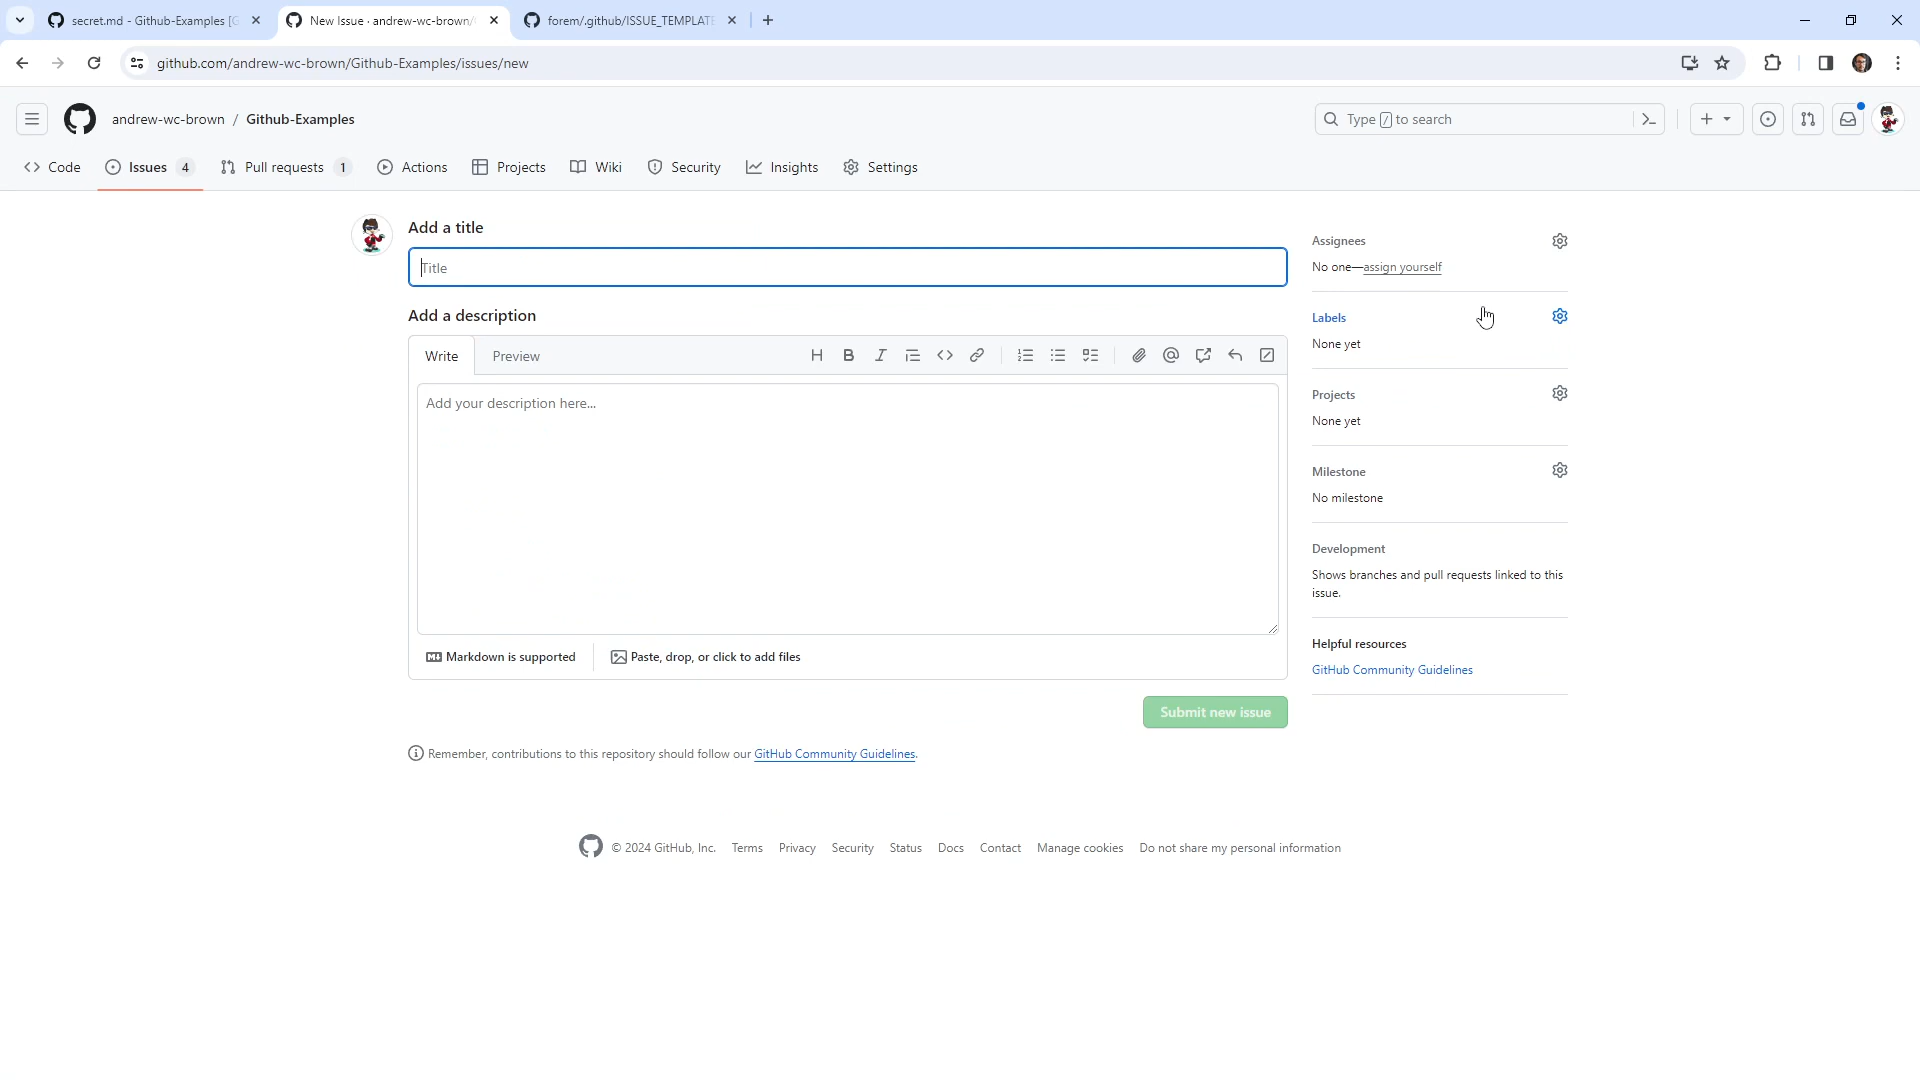 secret.md - Github-Examples [G
New Issue · andrew-wc-brown/
forem/.github/ISSUE_TEMPLATE
github.com/andrew-wc-brown/Github-Examples/issues/new
andrew-wc-brown / Github-Examples
Type / to search
Code
Issues 4
Pull requests 1
Actions
Projects
Wiki
Security
Insights
Settings
Add a title
Title
Add a description
Write
Preview
Add your description here...
Markdown is supported
Paste, drop, or click to add files
Submit new issue
Remember, contributions to this repository should follow our GitHub Community Guidelines.
Assignees
No one—assign yourself
Labels
None yet
Projects
None yet
Milestone
No milestone
Development
Shows branches and pull requests linked to this
issue.
Helpful resources
GitHub Community Guidelines
© 2024 GitHub, Inc. Terms Privacy Security Status Docs Contact Manage cookies Do not share my personal information